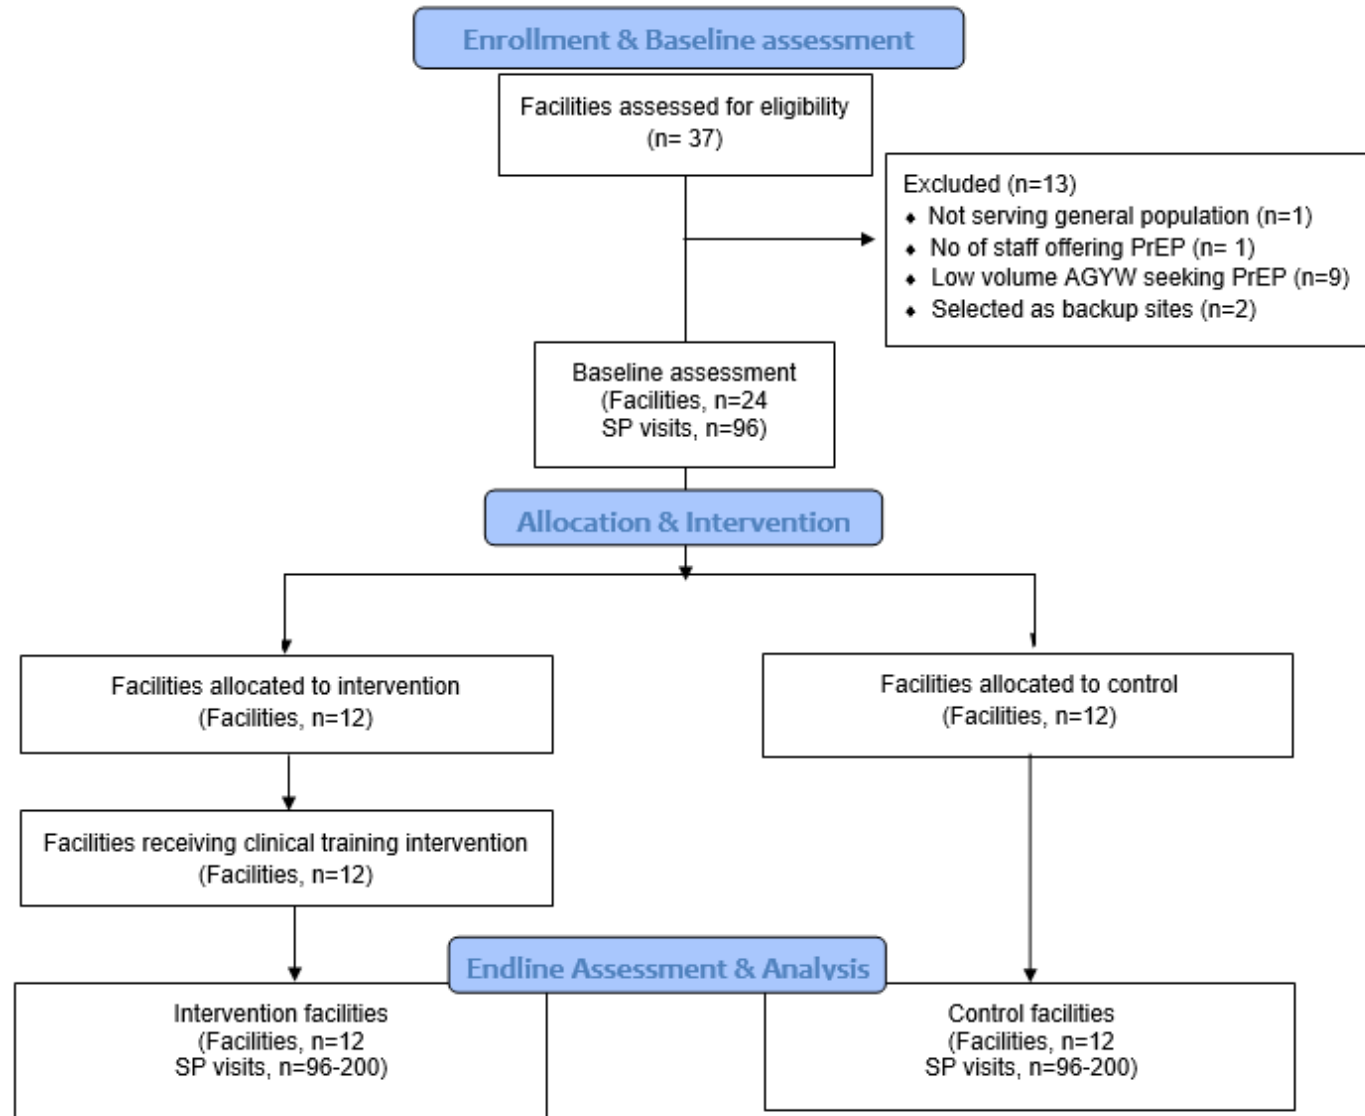 Enrollment & Baseline assessment
Facilities assessed for eligibility
(n= 37)
Excluded (n=13)
♦ Not serving general population (n=1)
♦ No of staff offering PrEP (n= 1)
♦ Low volume AGYW seeking PrEP (n=9)
♦ Selected as backup sites (n=2)
Baseline assessment
(Facilities, n=24
SP visits, n=96)
Allocation & Intervention
Facilities allocated to intervention
(Facilities, n=12)
Facilities allocated to control
(Facilities, n=12)
Facilities receiving clinical training intervention
(Facilities, n=12)
Endline Assessment & Analysis
Intervention facilities
(Facilities, n=12
SP visits, n=96-200)
Control facilities
(Facilities, n=12
SP visits, n=96-200)